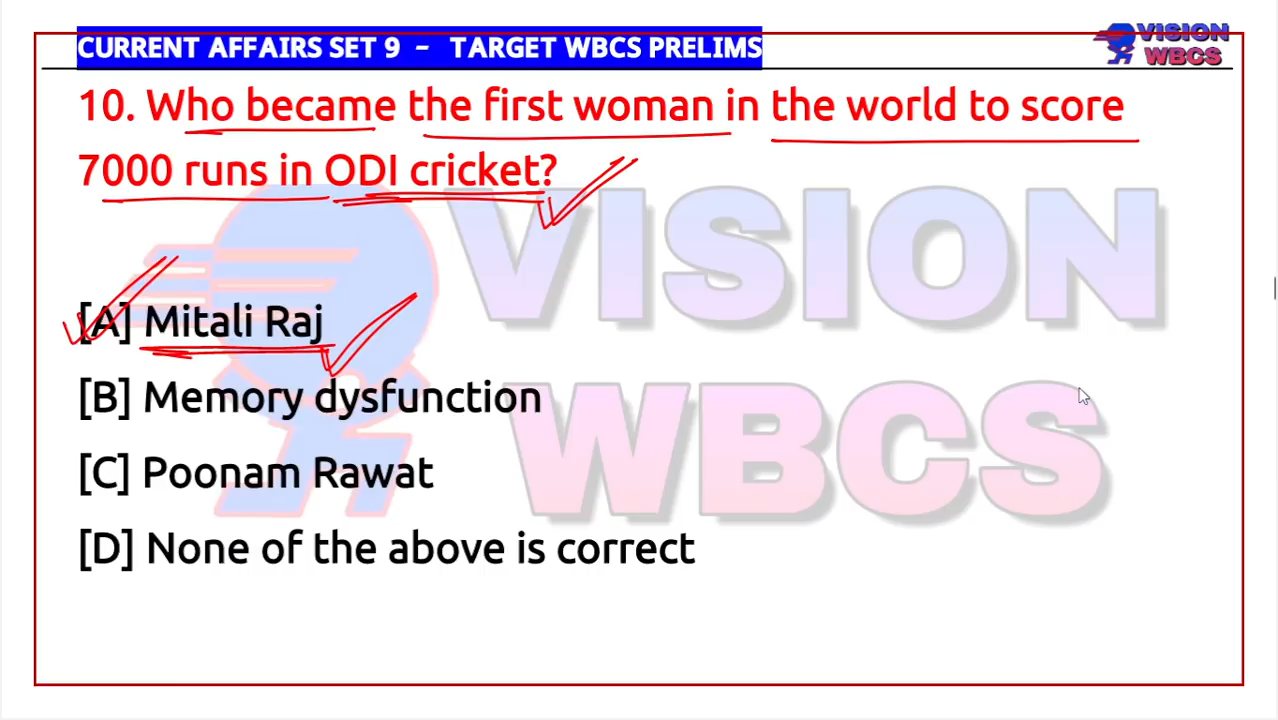 CURRENT AFFAIRS SET 9 - TARGET WBCS PRELIMS
VISION
WBCS
10. Who became the first woman in the world to score
7000 runs in ODI cricket?
VISION
WBCS
[A] Mitali Raj
[B] Memory dysfunction
[C] Poonam Rawat
[D] None of the above is correct